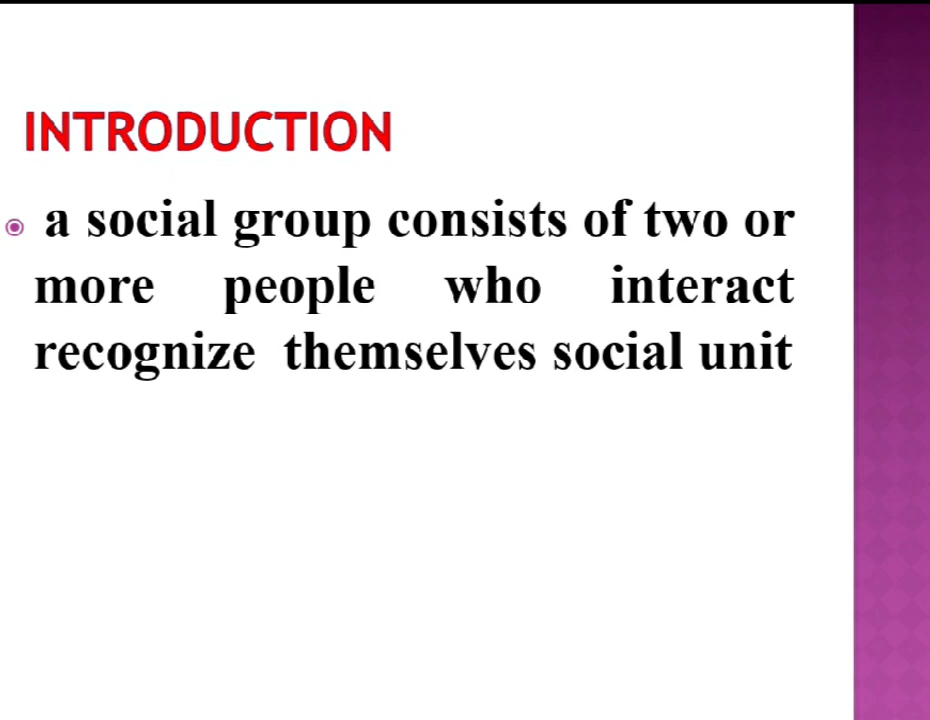 INTRODUCTION
a social group consists of two or
more people who interact
recognize themselves social unit